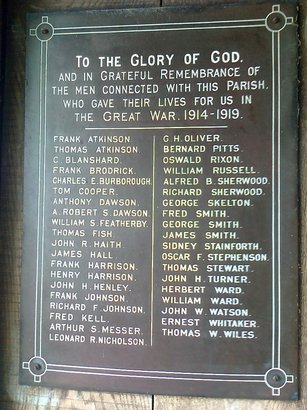 TO THE GLORY OF GOD,
AND IN GRATEFUL REMEMBRANCE OF
THE MEN CONNECTED WITH THIS PARISH,
WHO GAVE THEIR LIVES FOR US IN
THE GREAT WAR. 1914-1919.
FRANK ATKINSON.
THOMAS ATKINSON.
C. BLANSHARD.
FRANK BRODRICK.
CHARLES E. BURBOROUGH.
TOM COOPER.
ANTHONY DAWSON.
A. ROBERT S. DAWSON.
WILLIAM S. FEATHERBY.
THOMAS FISH.
JOHN R. HAITH.
JAMES HALL
FRANK HARRISON.
HENRY HARRISON.
JOHN H. HENLEY.
FRANK JOHNSON.
RICHARD F. JOHNSON.
FRED KELL.
ARTHUR S. MESSER.
LEONARD R. NICHOLSON.
G. H. OLIVER.
BERNARD PITTS.
OSWALD RIXON.
WILLIAM RUSSELL.
ALFRED B. SHERWOOD.
RICHARD SHERWOOD.
GEORGE SKELTON.
FRED SMITH.
GEORGE SMITH.
JAMES SMITH.
SIDNEY STAINFORTH.
OSCAR F. STEPHENSON.
THOMAS STEWART.
JOHN H. TURNER.
HERBERT WARD.
WILLIAM WARD.
JOHN W. WATSON.
ERNEST WHITAKER.
THOMAS W. WILES.